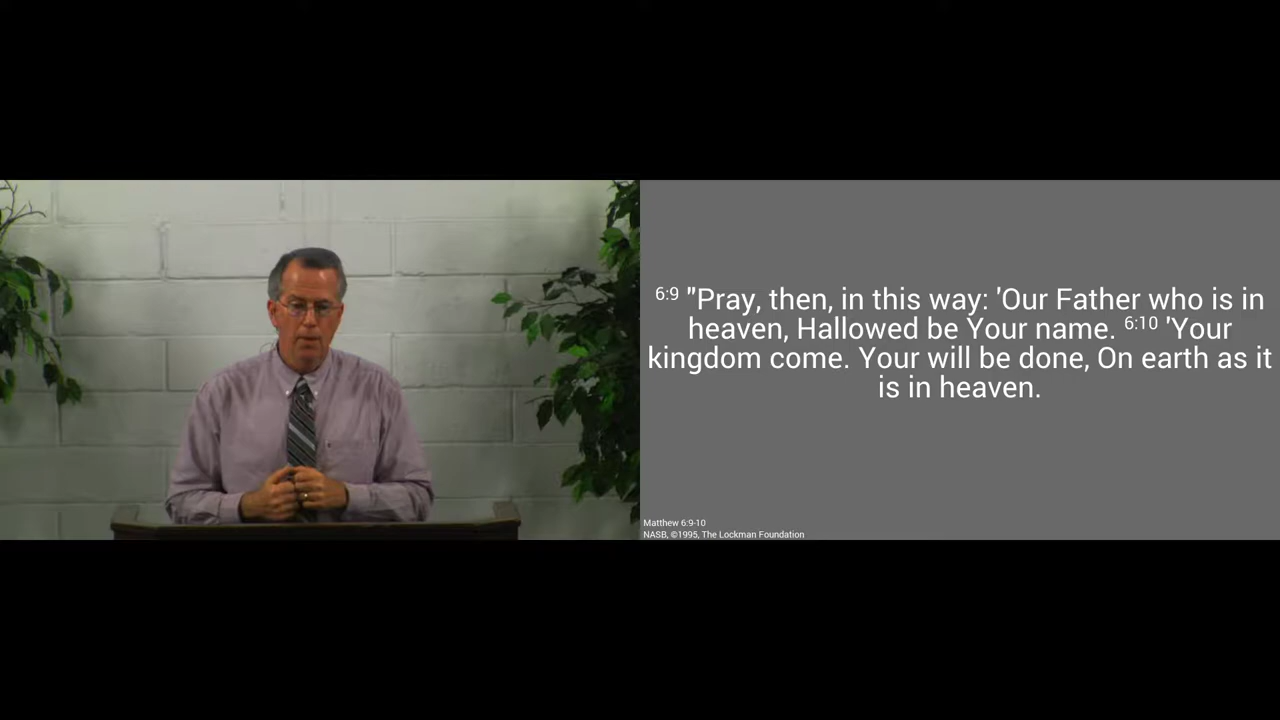 6:9 "Pray, then, in this way: 'Our Father who is in
heaven, Hallowed be Your name. 6:10 'Your
kingdom come. Your will be done, On earth as it
is in heaven.
Matthew 6:9-10
NASB, ©1995, The Lockman Foundation